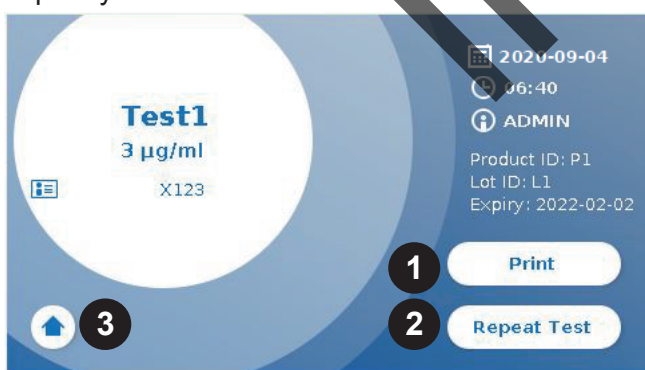 Test1
3 µg/ml
X123
2020-09-04
06:40
ADMIN
Product ID: P1
Lot ID: L1
Expiry: 2022-02-02
1
Print
2
Repeat Test
3